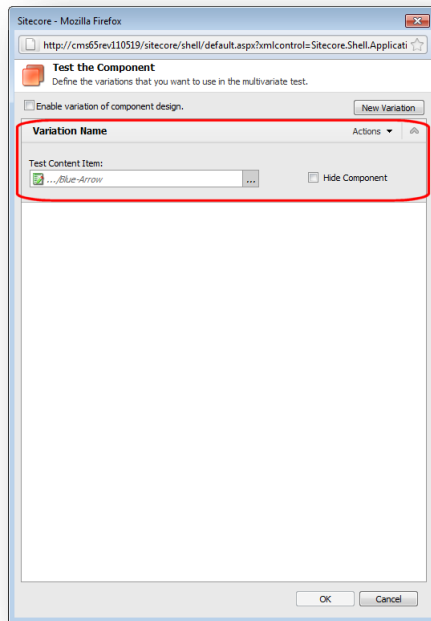 Sitecore - Mozilla Firefox
http://cms65rev110519/sitecore/shell/default.aspx?xmlcontrol=Sitecore.Shell.Applicati
Test the Component
Define the variations that you want to use in the multivariate test.
Enable variation of component design.
New Variation
Variation Name
Actions
Test Content Item:
.../Blue-Arrow
...
Hide Component
OK
Cancel